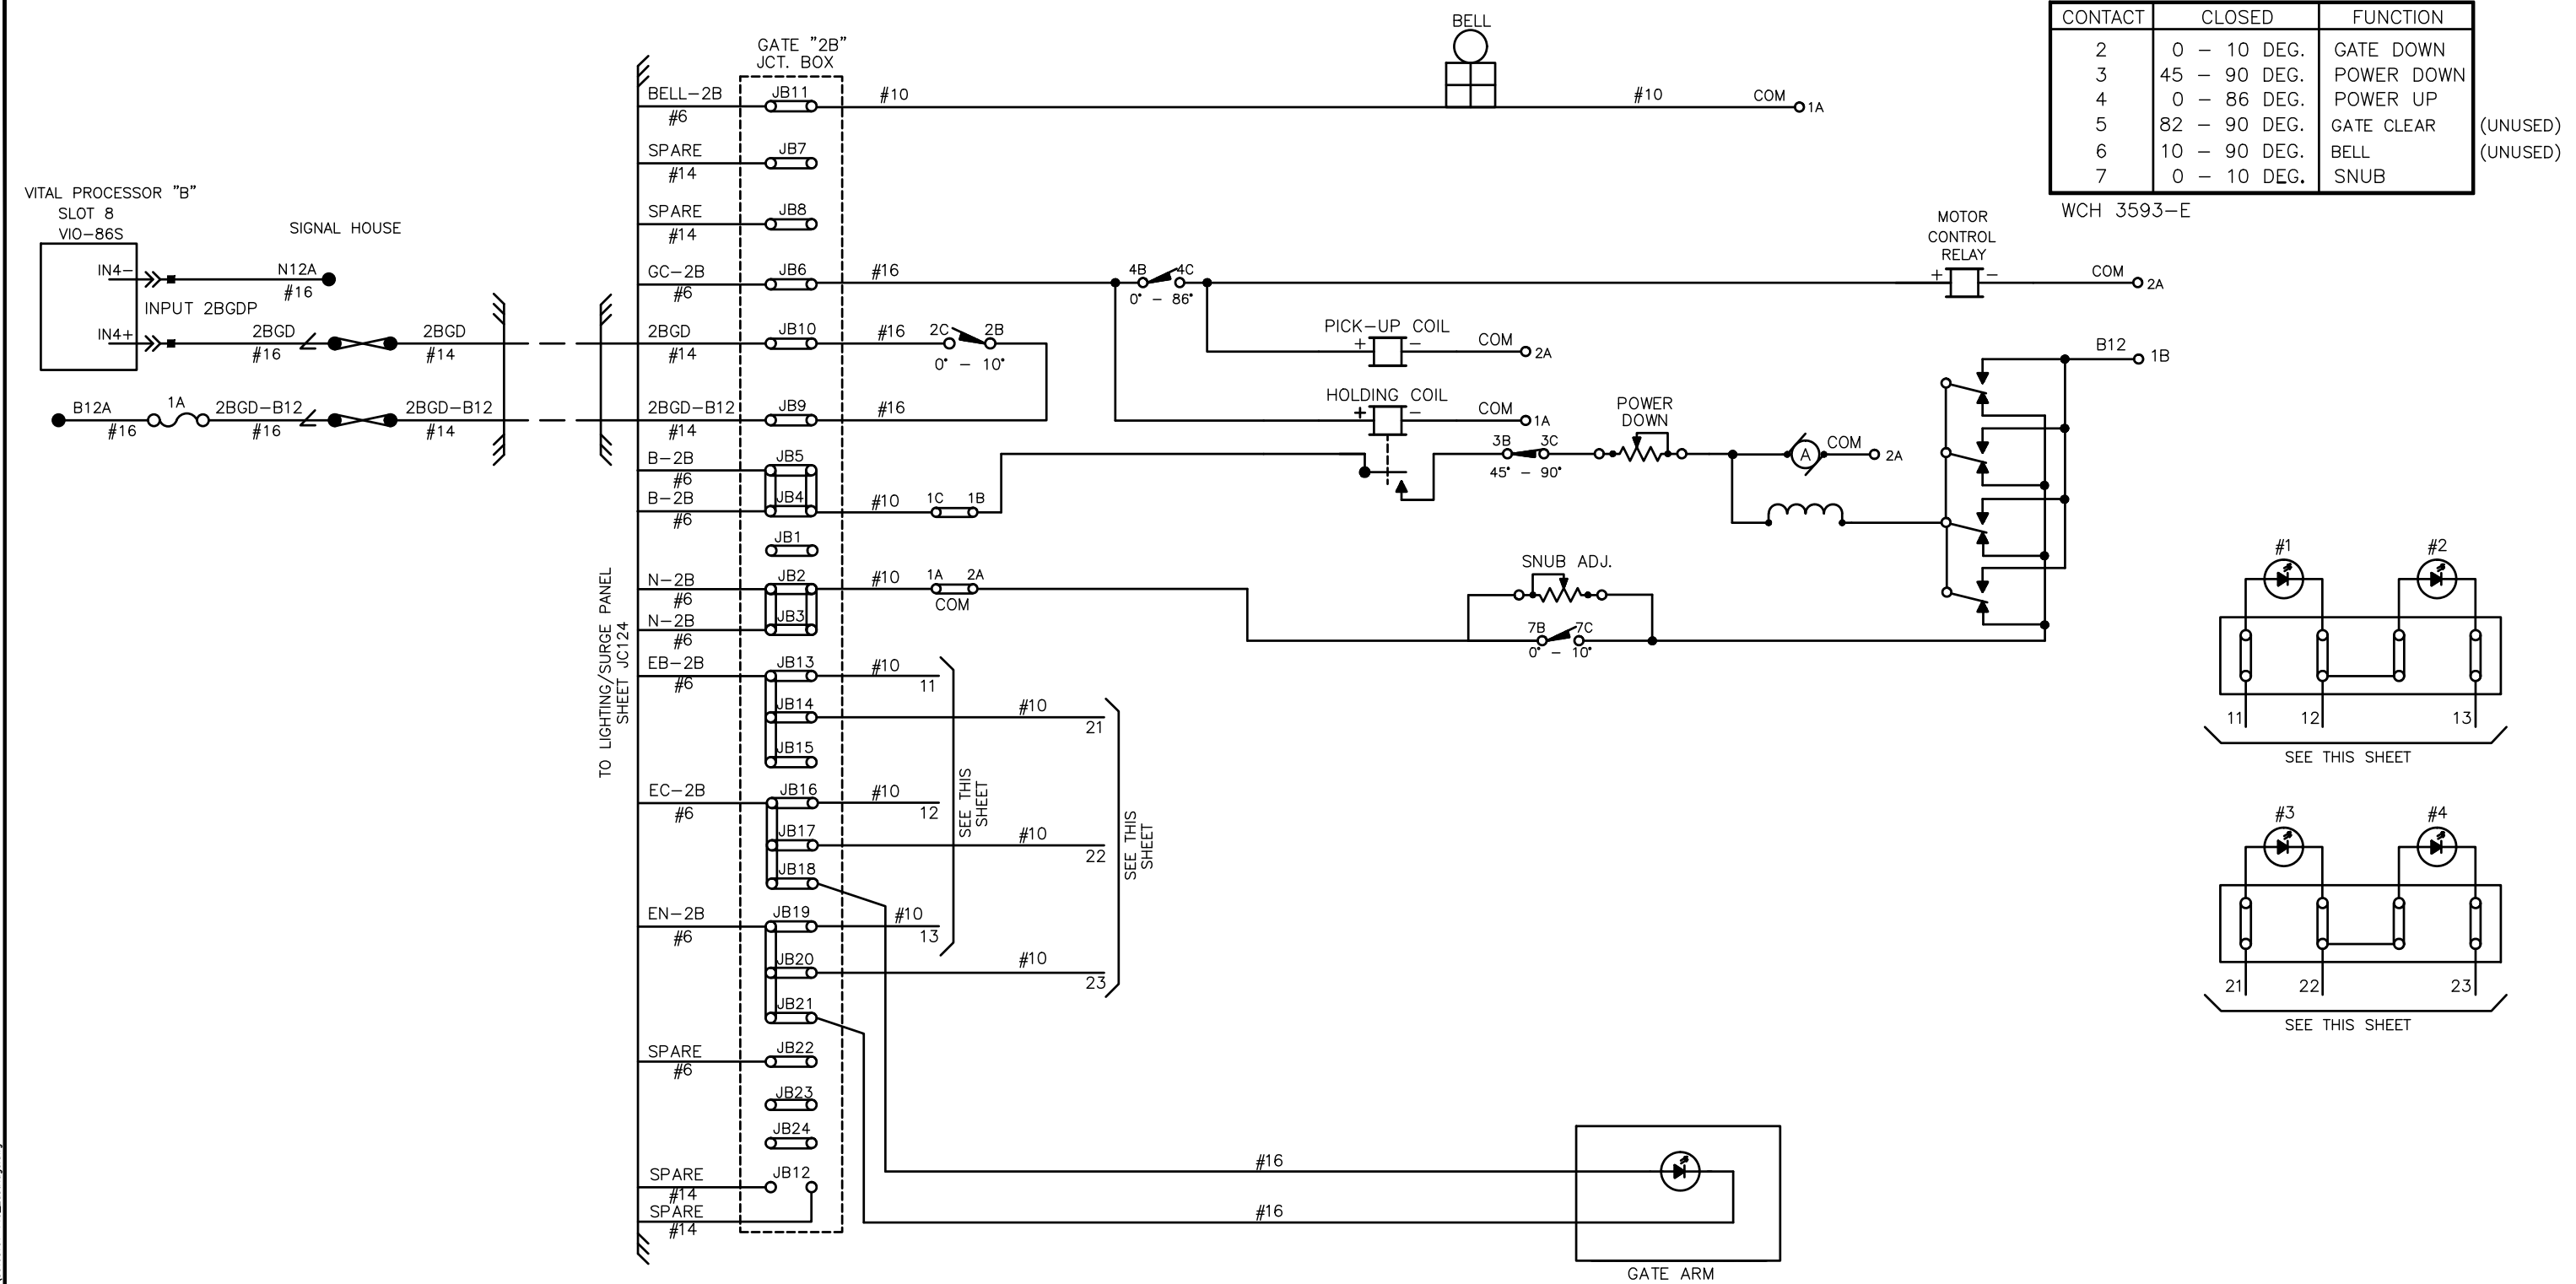 CONTACT CLOSED FUNCTION
2 0 - 10 DEG. GATE DOWN
3 45 - 90 DEG. POWER DOWN
4 0 - 86 DEG. POWER UP
5 82 - 90 DEG. GATE CLEAR (UNUSED)
6 10 - 90 DEG. BELL (UNUSED)
7 0 - 10 DEG. SNUB
WCH 3593-E
VITAL PROCESSOR "B"
SLOT 8
VIO-86S
SIGNAL HOUSE
IN4- N12A
#16
INPUT 2BGDP
IN4+ 2BGD 2BGD
#16 #14
B12A 1A 2BGD-B12 2BGD-B12
#16 #16 #14
TO LIGHTING/SURGE PANEL
SHEET JC124
GATE "2B"
JCT. BOX
BELL-2B JB11 #10
#6
BELL
#10 COM 1A
SPARE JB7
#14
SPARE JB8
#14
GC-2B JB6 #16
#6
4B 4C
0° - 86°
MOTOR
CONTROL
RELAY
+ - COM 2A
2BGD JB10 #16 2C 2B
#14 0° - 10°
PICK-UP COIL
+ - COM 2A
2BGD-B12 JB9 #16
#14
HOLDING COIL
+ - COM 1A
B-2B JB5
#6
B-2B JB4 #10 1C 1B
#6
3B 3C
45° - 90°
POWER
DOWN
A COM 2A
B12 1B
JB1
N-2B JB2 #10 1A 2A
#6 COM
N-2B JB3
#6
SNUB ADJ.
7B 7C
0° - 10°
EB-2B JB13 #10
#6 11
JB14 #10
21
JB15
EC-2B JB16 #10
#6 12
JB17 #10
22
JB18
EN-2B JB19 #10
#6 13
JB20 #10
23
JB21
SEE THIS
SHEET
SEE THIS
SHEET
SPARE JB22
#6
JB23
JB24
SPARE JB12
#14
SPARE
#14
#16
#16
GATE ARM
#1 #2
11 12 13
SEE THIS SHEET
#3 #4
21 22 23
SEE THIS SHEET